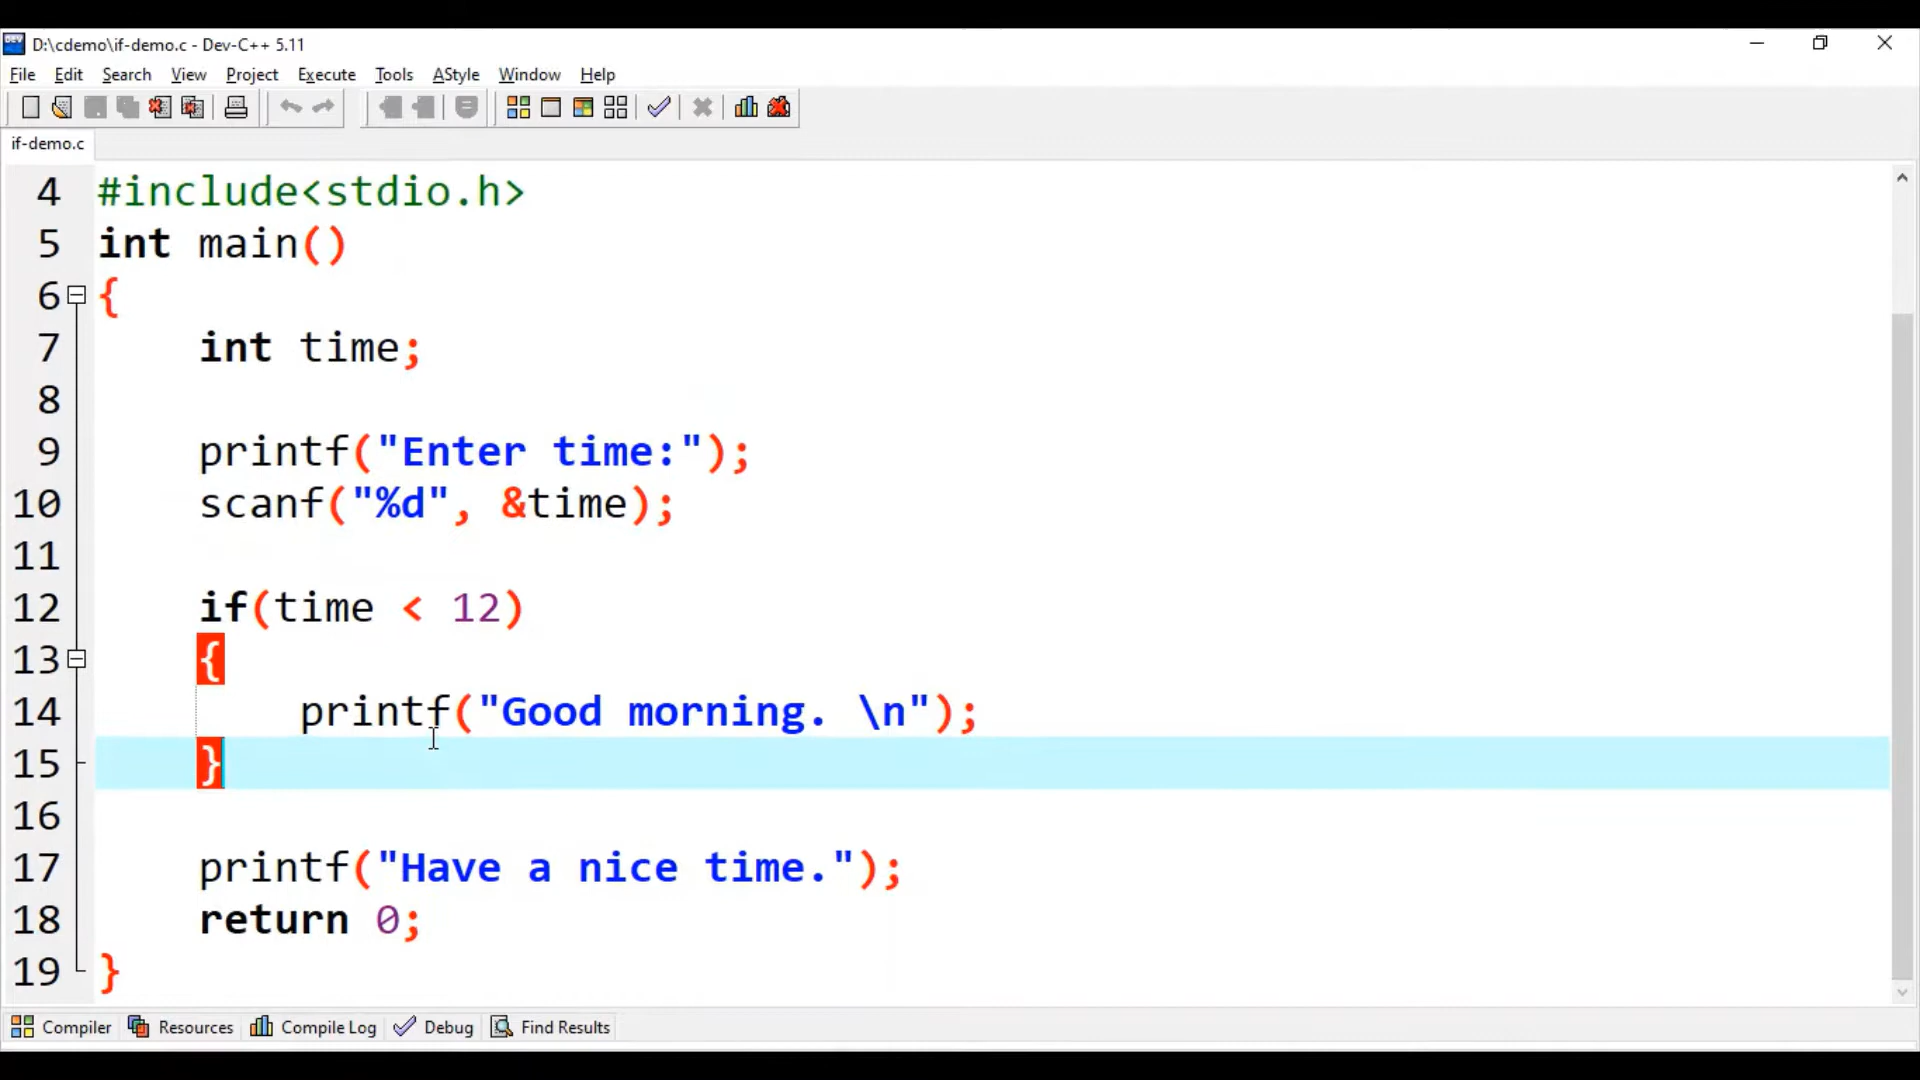 D:\cdemo\if-demo.c - Dev-C++ 5.11
File Edit Search View Project Execute Tools AStyle Window Help
if-demo.c
4 #include<stdio.h>
5 int main()
6 {
7 int time;
8
9 printf("Enter time:");
10 scanf("%d", &time);
11
12 if(time < 12)
13 {
14 printf("Good morning. \n");
15 }
16
17 printf("Have a nice time.");
18 return 0;
19 }
Compiler Resources Compile Log Debug Find Results